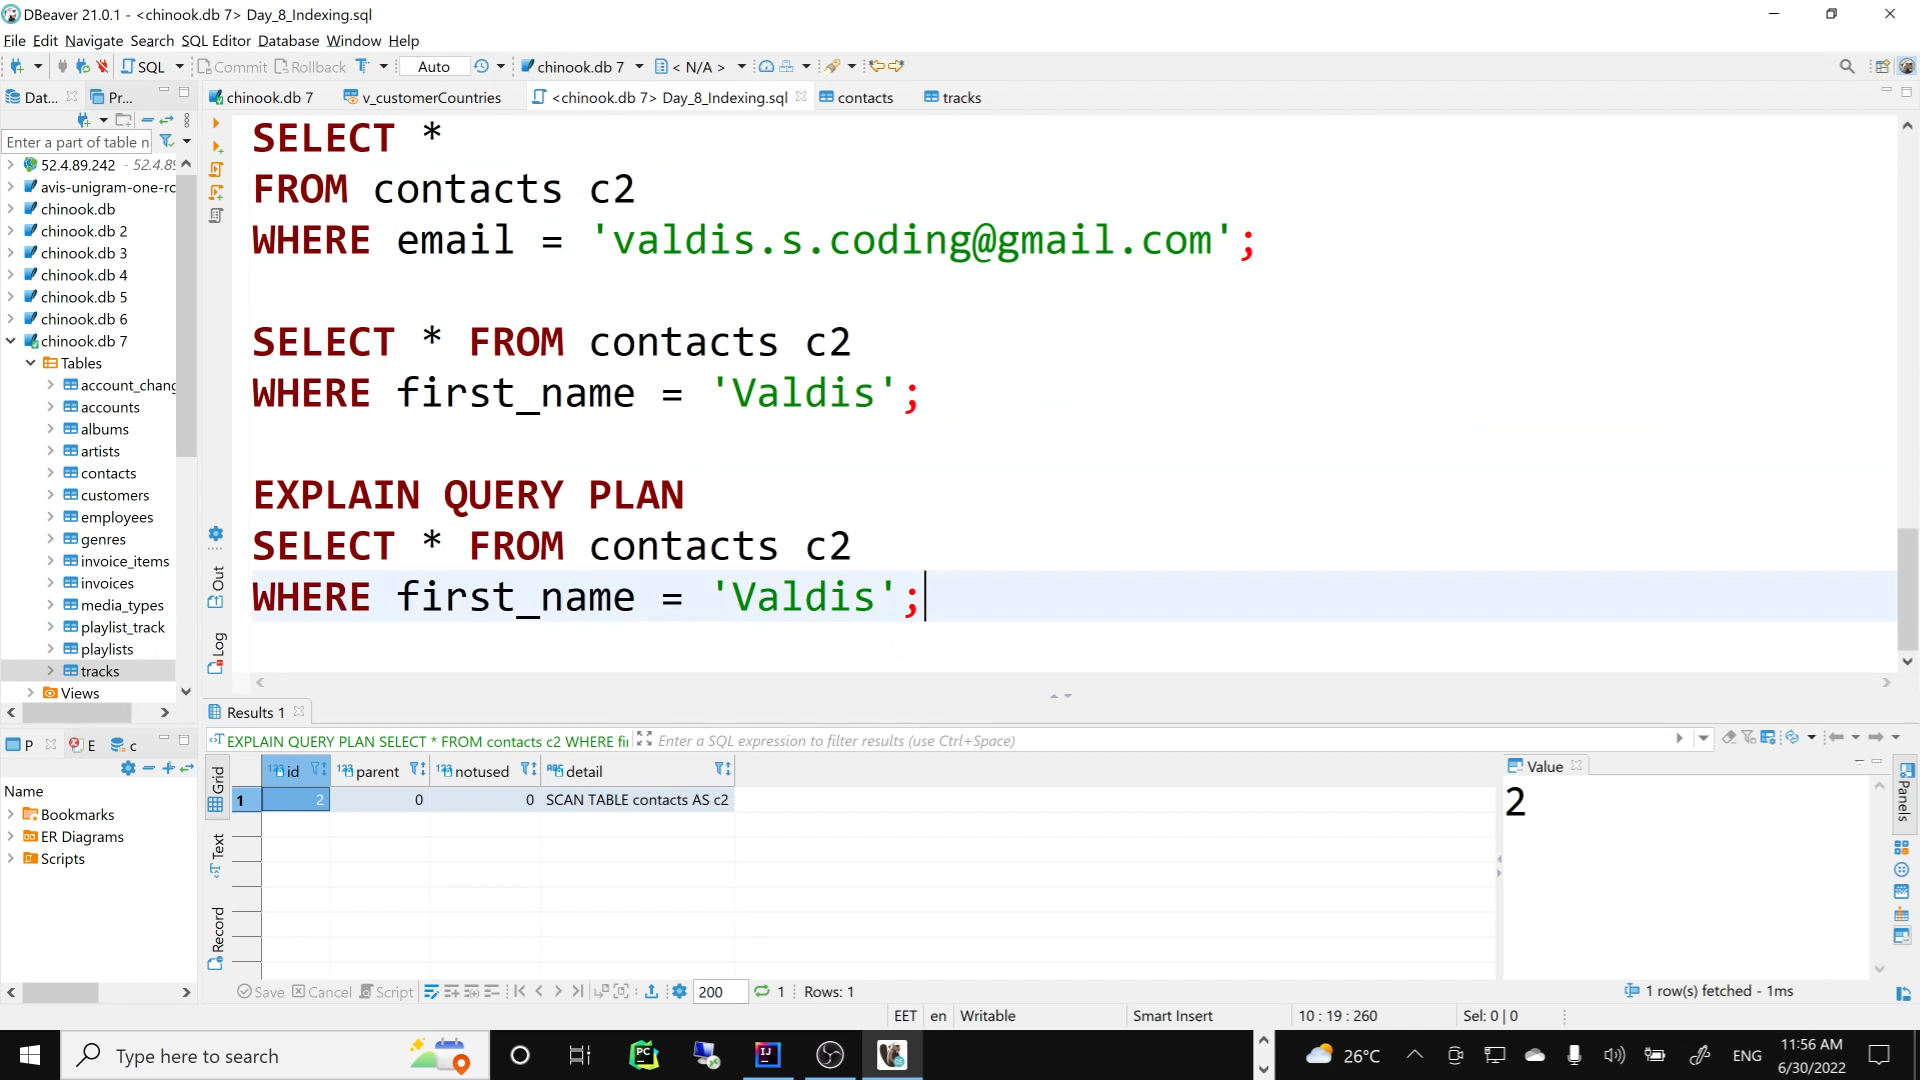 DBeaver 21.0.1 - <chinook.db 7> Day_8_Indexing.sql
File Edit Navigate Search SQL Editor Database Window Help
SQL Commit Rollback T Auto chinook.db 7 < N/A >
Dat... Pr... chinook.db 7 v_customerCountries <chinook.db 7> Day_8_Indexing.sql contacts tracks
Enter a part of table n
52.4.89.242 - 52.4.89
avis-unigram-one-rc
chinook.db
chinook.db 2
chinook.db 3
chinook.db 4
chinook.db 5
chinook.db 6
chinook.db 7
Tables
account_chang
accounts
albums
artists
contacts
customers
employees
genres
invoice_items
invoices
media_types
playlist_track
playlists
tracks
Views
SELECT *
FROM contacts c2
WHERE email = 'valdis.s.coding@gmail.com';
SELECT * FROM contacts c2
WHERE first_name = 'Valdis';
EXPLAIN QUERY PLAN
SELECT * FROM contacts c2
WHERE first_name = 'Valdis';
Out
Log
P E c
Name
Bookmarks
ER Diagrams
Scripts
Results 1
EXPLAIN QUERY PLAN SELECT * FROM contacts c2 WHERE fi Enter a SQL expression to filter results (use Ctrl+Space)
Grid
Text
Record
123 id 123 parent 123 notused ABC detail
1 2 0 0 SCAN TABLE contacts AS c2
Value
2
Panels
Save Cancel Script 200 1 Rows: 1
1 row(s) fetched - 1ms
EET en Writable Smart Insert 10 : 19 : 260 Sel: 0 | 0
Type here to search
PC
IJ
26°C
ENG
11:56 AM
6/30/2022